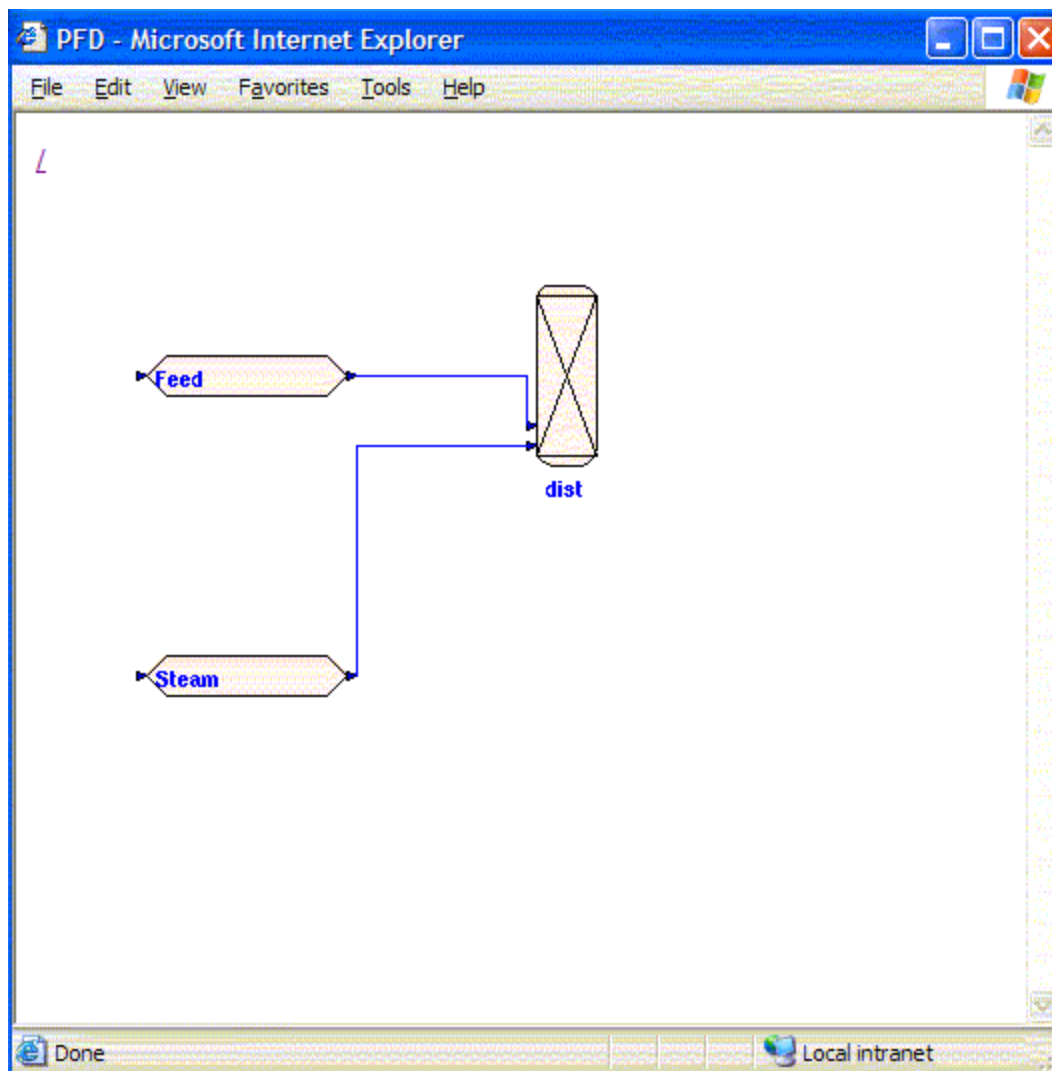 PFD - Microsoft Internet Explorer
File Edit View Favorites Tools Help
L
Feed
dist
Steam
Done
Local intranet